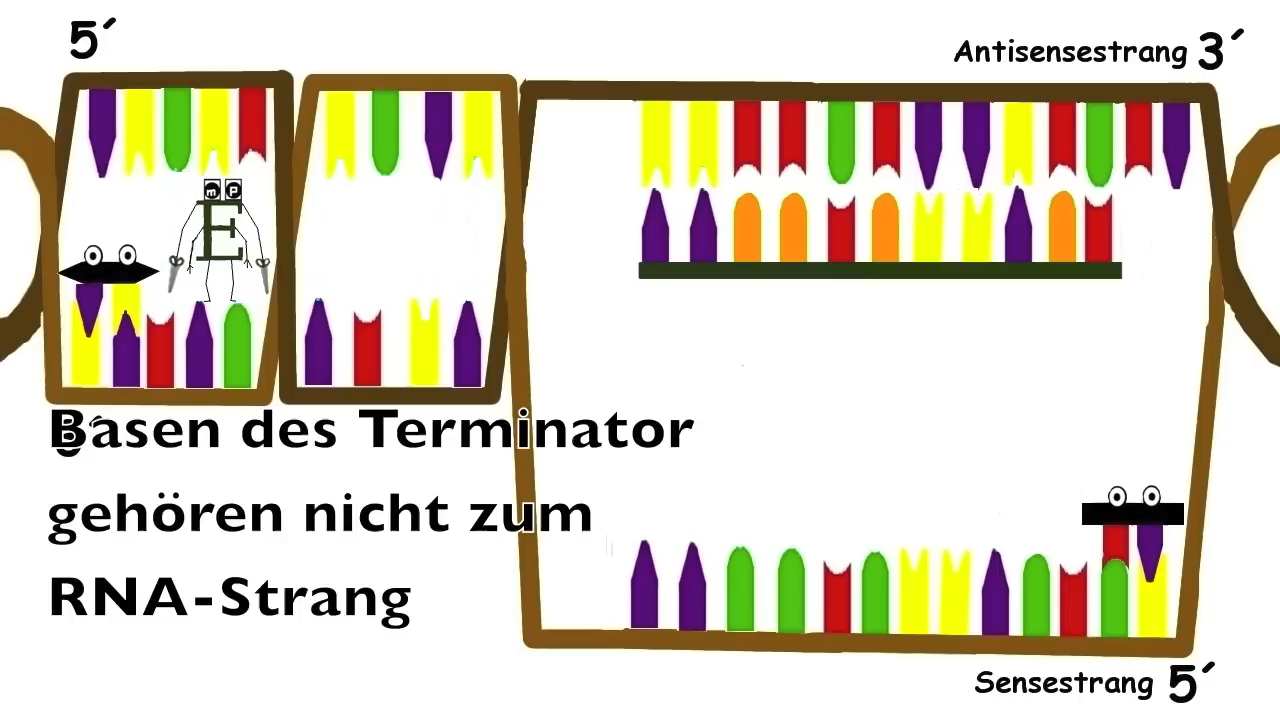 5´
Antisensestrang 3´
m P
E
Basen des Terminator
gehören nicht zum
RNA-Strang
Sensestrang 5´